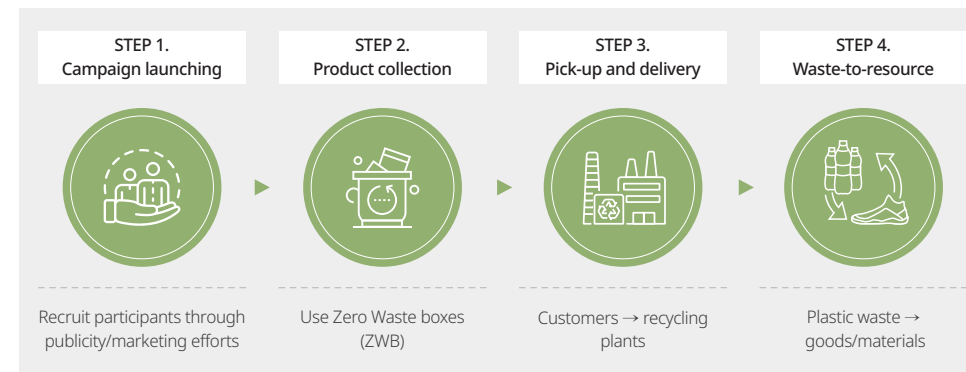 STEP 1.
Campaign launching
Recruit participants through
publicity/marketing efforts
STEP 2.
Product collection
Use Zero Waste boxes
(ZWB)
STEP 3.
Pick-up and delivery
Customers → recycling
plants
STEP 4.
Waste-to-resource
Plastic waste →
goods/materials